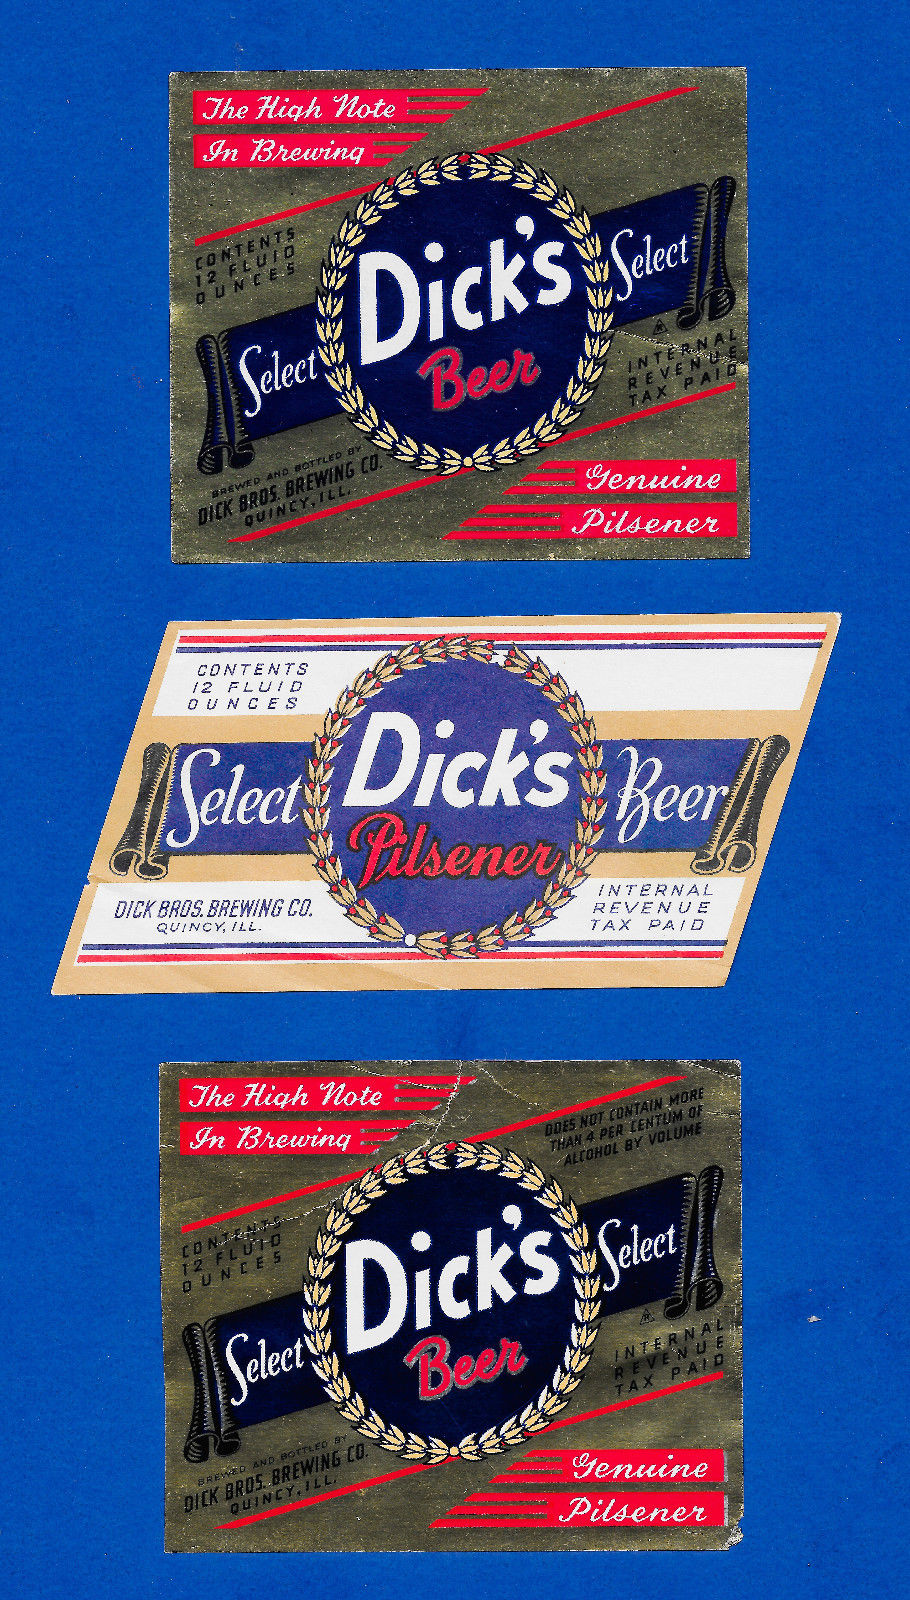 The High Note
In Brewing
CONTENTS
12 FLUID
OUNCES
Select
Dick's
Beer
Select
R
INTERNAL
REVENUE
TAX PAID
BREWED AND BOTTLED BY
DICK BROS. BREWING CO.
QUINCY, ILL.
Genuine
Pilsener
CONTENTS
12 FLUID
OUNCES
Select
Dick's
Pilsener
Beer
DICK BROS. BREWING CO.
QUINCY, ILL.
INTERNAL
REVENUE
TAX PAID
The High Note
In Brewing
DOES NOT CONTAIN MORE
THAN 4 PER CENTUM OF
ALCOHOL BY VOLUME
CONTENTS
12 FLUID
OUNCES
Select
Dick's
Beer
Select
R
INTERNAL
REVENUE
TAX PAID
BREWED AND BOTTLED BY
DICK BROS. BREWING CO.
QUINCY, ILL.
Genuine
Pilsener